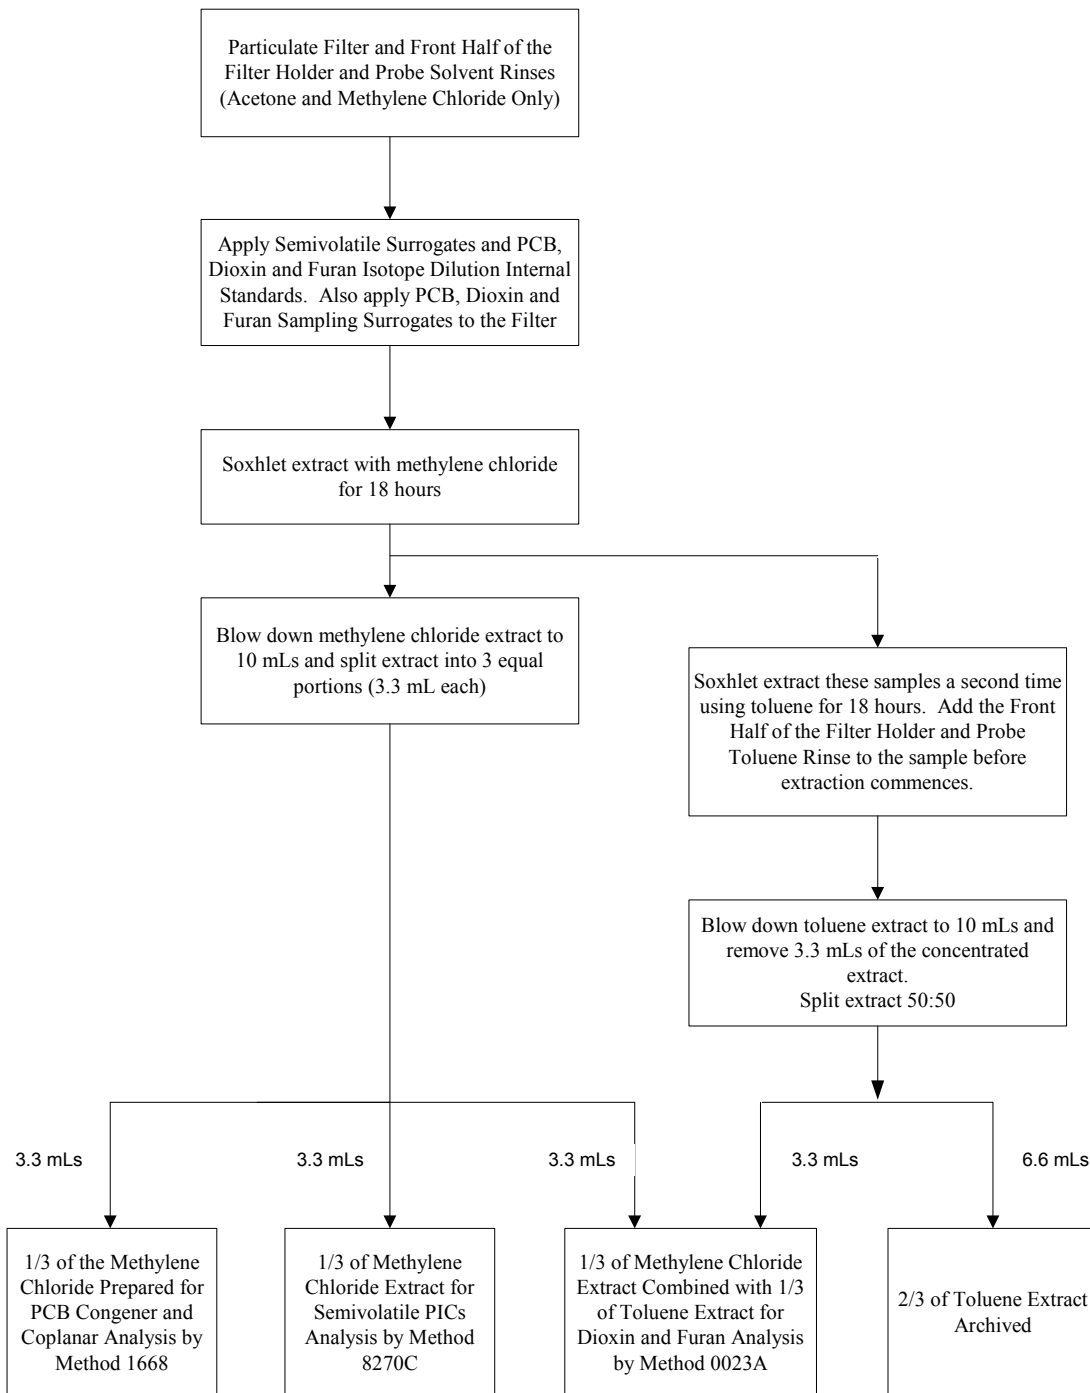 Particulate Filter and Front Half of the
Filter Holder and Probe Solvent Rinses
(Acetone and Methylene Chloride Only)
Apply Semivolatile Surrogates and PCB,
Dioxin and Furan Isotope Dilution Internal
Standards.  Also apply PCB, Dioxin and
Furan Sampling Surrogates to the Filter
Soxhlet extract with methylene chloride
for 18 hours
Blow down methylene chloride extract to
10 mLs and split extract into 3 equal
portions (3.3 mL each)
Soxhlet extract these samples a second time
using toluene for 18 hours.  Add the Front
Half of the Filter Holder and Probe
Toluene Rinse to the sample before
extraction commences.
Blow down toluene extract to 10 mLs and
remove 3.3 mLs of the concentrated
extract.
Split extract 50:50
3.3 mLs
3.3 mLs
3.3 mLs
3.3 mLs
6.6 mLs
1/3 of the Methylene
Chloride Prepared for
PCB Congener and
Coplanar Analysis by
Method 1668
1/3 of Methylene
Chloride Extract for
Semivolatile PICs
Analysis by Method
8270C
1/3 of Methylene Chloride
Extract Combined with 1/3
of Toluene Extract for
Dioxin and Furan Analysis
by Method 0023A
2/3 of Toluene Extract
Archived